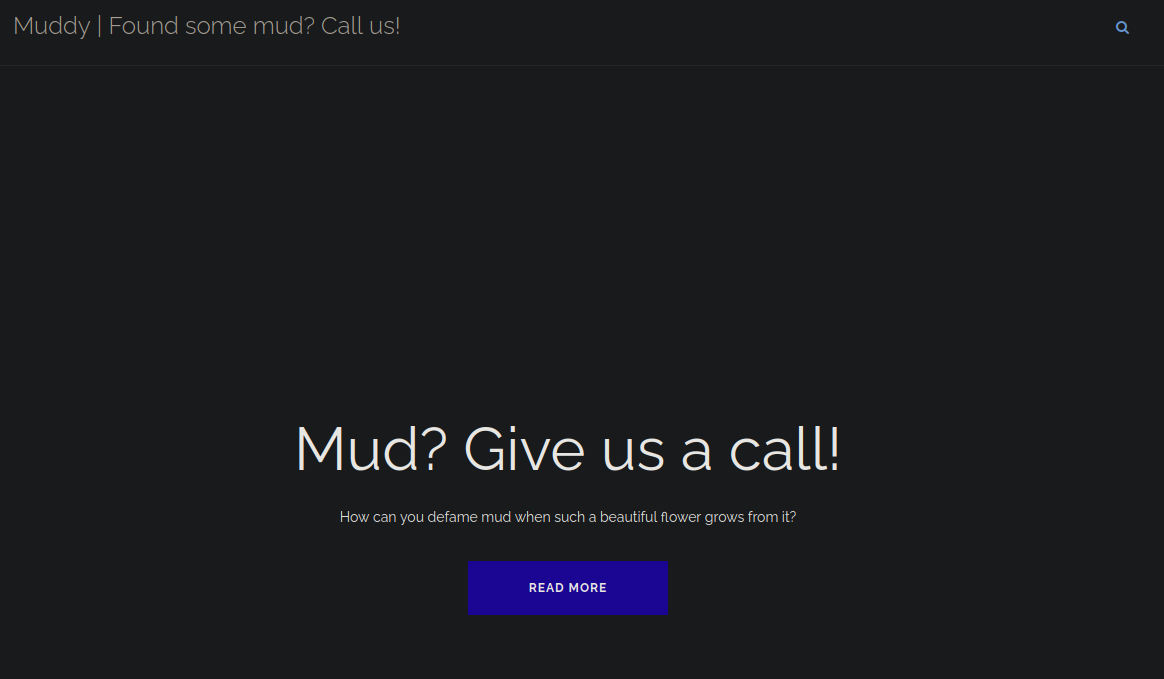 Muddy | Found some mud? Call us!
Mud? Give us a call!
How can you defame mud when such a beautiful flower grows from it?
READ MORE